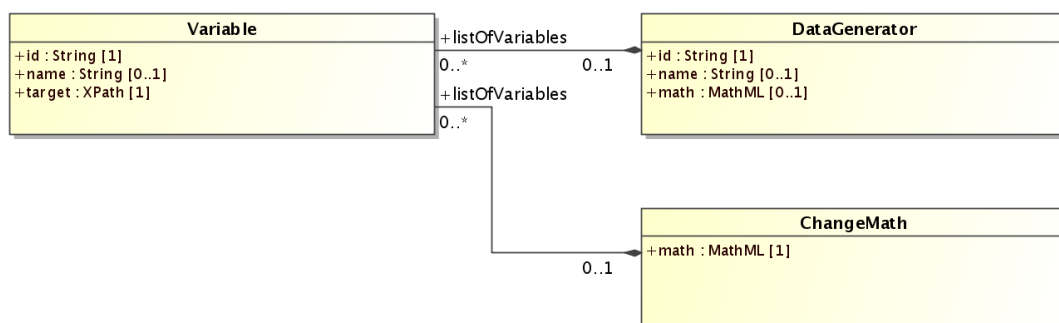 Variable
+id : String [1]
+name : String [0..1]
+target : XPath [1]
+listOfVariables
0..*
0..1
+listOfVariables
0..*
0..1
DataGenerator
+id : String [1]
+name : String [0..1]
+math : MathML [0..1]
ChangeMath
+math : MathML [1]